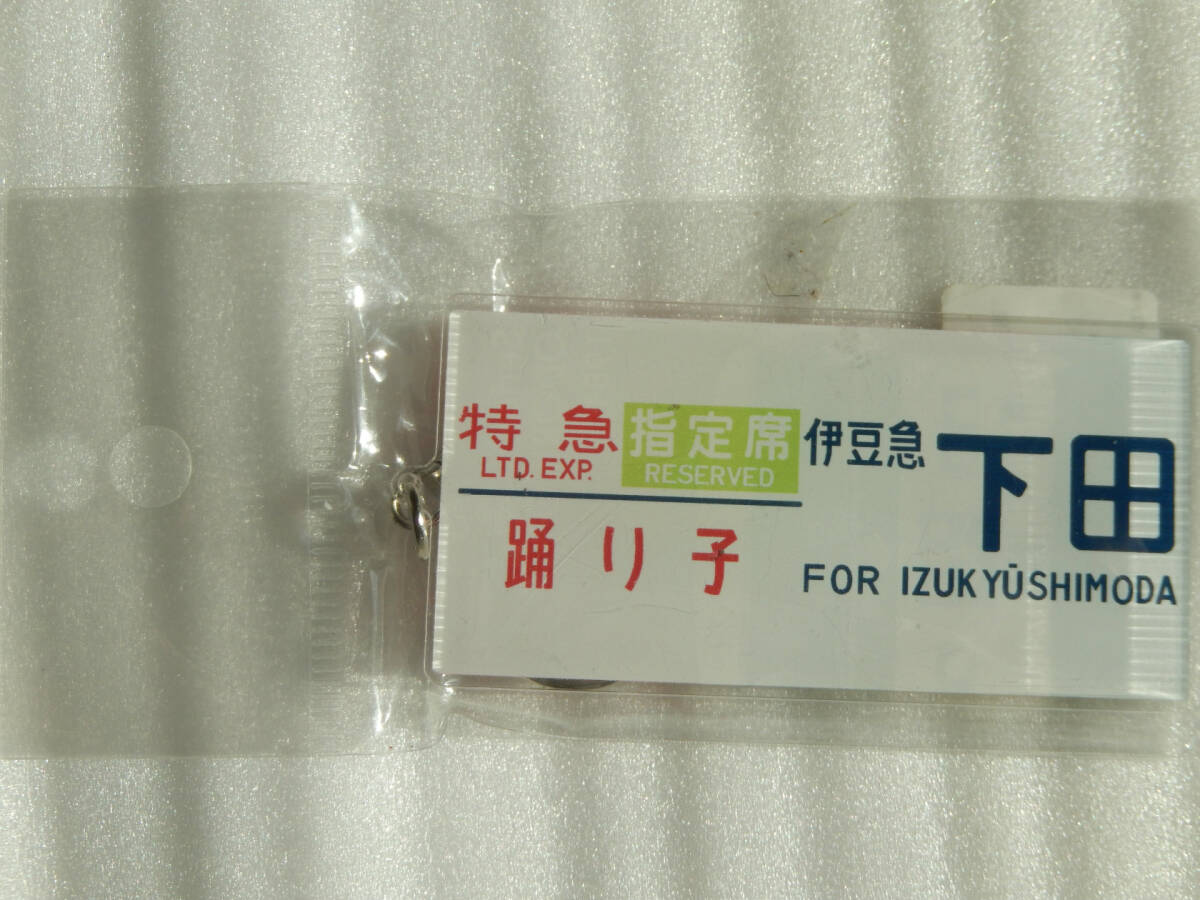 特急 指定席 伊豆急 下田
LTD. EXP. RESERVED
踊り子 FOR IZUKYŪSHIMODA